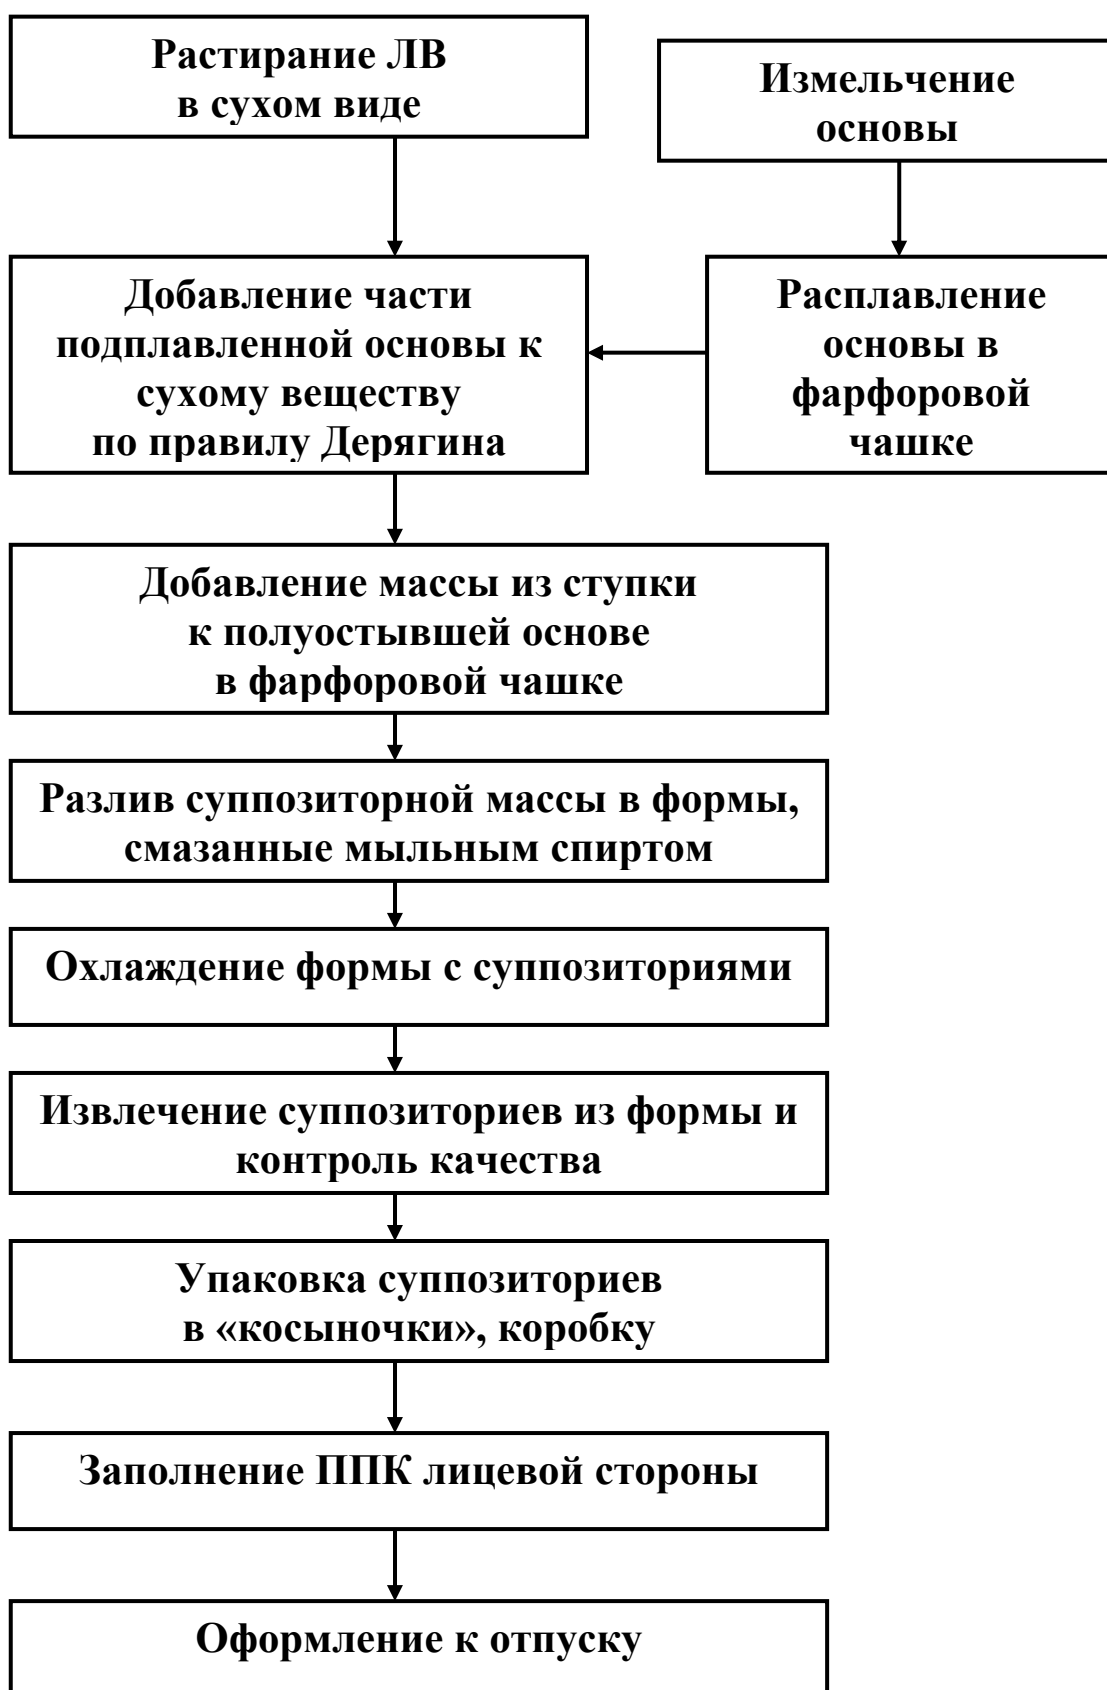 Растирание ЛВ
в сухом виде
Измельчение
основы
Добавление части
подплавленной основы к
сухому веществу
по правилу Дерягина
Расплавление
основы в
фарфоровой
чашке
Добавление массы из ступки
к полуостывшей основе
в фарфоровой чашке
Разлив суппозиторной массы в формы,
смазанные мыльным спиртом
Охлаждение формы с суппозиториями
Извлечение суппозиториев из формы и
контроль качества
Упаковка суппозиториев
в «косыночки», коробку
Заполнение ППК лицевой стороны
Оформление к отпуску